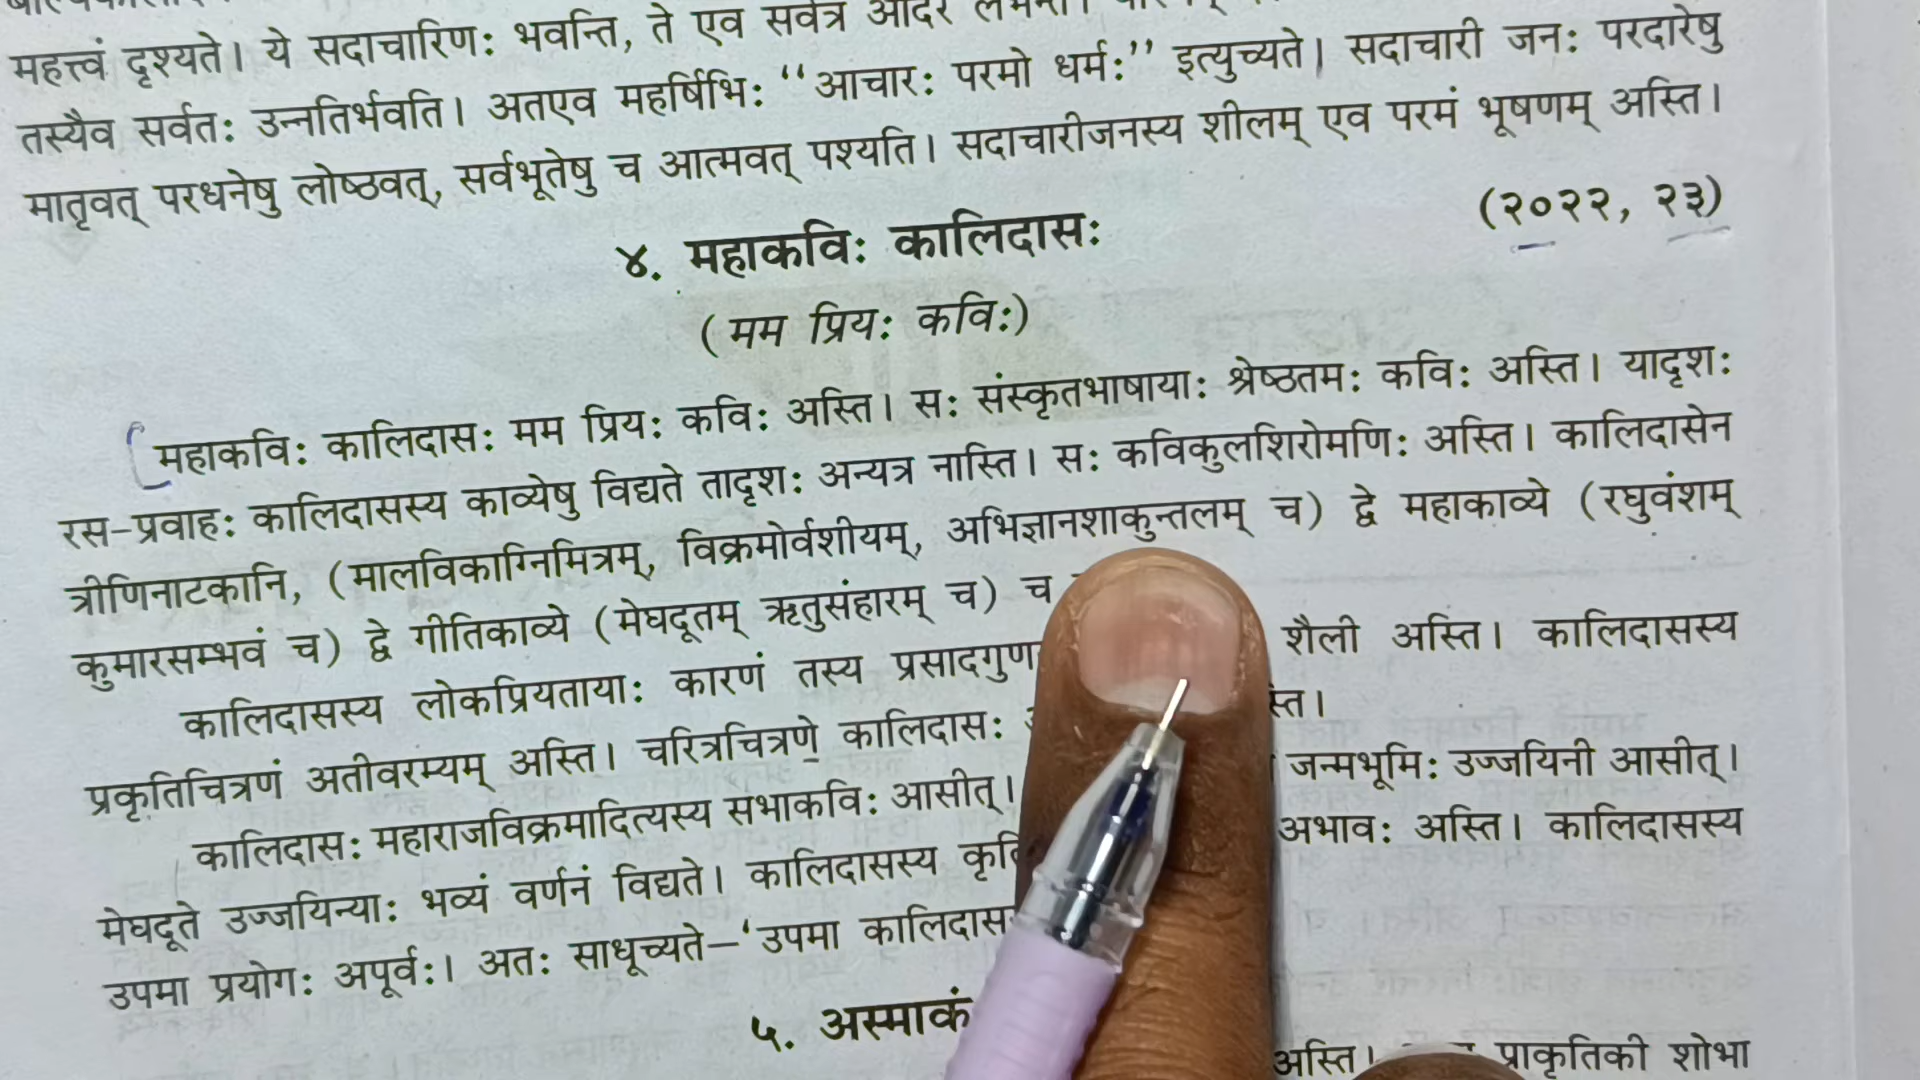 महत्त्वं दृश्यते। ये सदाचारिणः भवन्ति, ते एव सर्वत्र आदरं
तस्यैव सर्वतः उन्नतिर्भवति। अतएव महर्षिभिः “आचारः परमो धर्मः” इत्युच्यते। सदाचारी जनः परदारेषु
मातृवत् परधनेषु लोष्ठवत्, सर्वभूतेषु च आत्मवत् पश्यति। सदाचारीजनस्य शीलम् एव परमं भूषणम् अस्ति।
४. महाकविः कालिदासः (२०२२, २३)
(मम प्रियः कविः)
महाकविः कालिदासः मम प्रियः कविः अस्ति। सः संस्कृतभाषायाः श्रेष्ठतमः कविः अस्ति। यादृशः
रस-प्रवाहः कालिदासस्य काव्येषु विद्यते तादृशः अन्यत्र नास्ति। सः कविकुलशिरोमणिः अस्ति। कालिदासेन
त्रीणिनाटकानि, (मालविकाग्निमित्रम्, विक्रमोर्वशीयम्, अभिज्ञानशाकुन्तलम् च) द्वे महाकाव्ये (रघुवंशम्
कुमारसम्भवं च) द्वे गीतिकाव्ये (मेघदूतम् ऋतुसंहारम् च) च
कालिदासस्य लोकप्रियतायाः कारणं तस्य प्रसादगुण शैली अस्ति। कालिदासस्य
प्रकृतिचित्रणं अतीवरम्यम् अस्ति। चरित्रचित्रणे कालिदासः
कालिदासः महाराजविक्रमादित्यस्य सभाकविः आसीत्। जन्मभूमिः उज्जयिनी आसीत्।
मेघदूते उज्जयिन्याः भव्यं वर्णनं विद्यते। कालिदासस्य अभावः अस्ति। कालिदासस्य
उपमा प्रयोगः अपूर्वः। अतः साधूच्यते–‘उपमा
५. अस्माकं
अस्ति। प्राकृतिकी शोभा